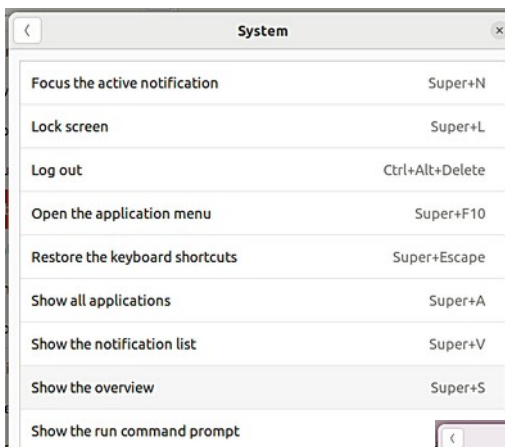 System
Focus the active notification Super+N
Lock screen Super+L
Log out Ctrl+Alt+Delete
Open the application menu Super+F10
Restore the keyboard shortcuts Super+Escape
Show all applications Super+A
Show the notification list Super+V
Show the overview Super+S
Show the run command prompt